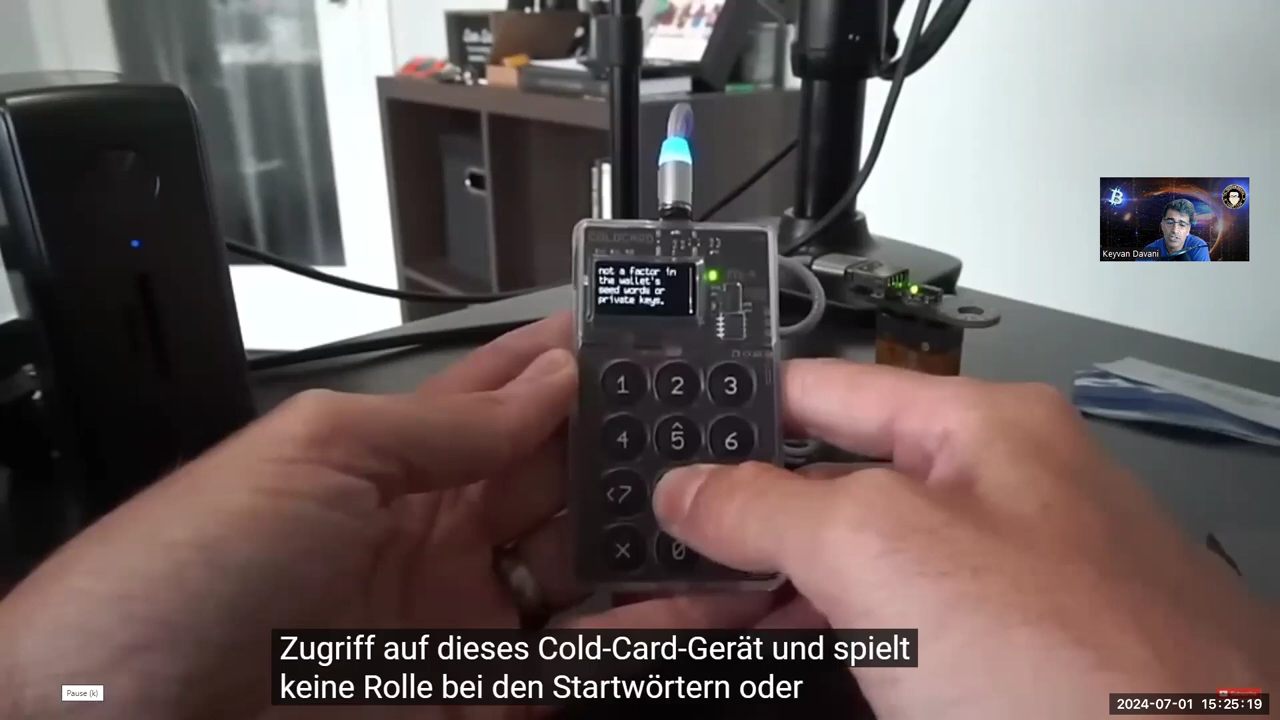 COLDCARD
not a factor in
the wallet's
seed words or
private keys.
1 2 3
4 5 6
<7
X 0
Keyvan Davani
Zugriff auf dieses Cold-Card-Gerät und spielt
keine Rolle bei den Startwörtern oder
Pause (k)
2024-07-01 15:25:19